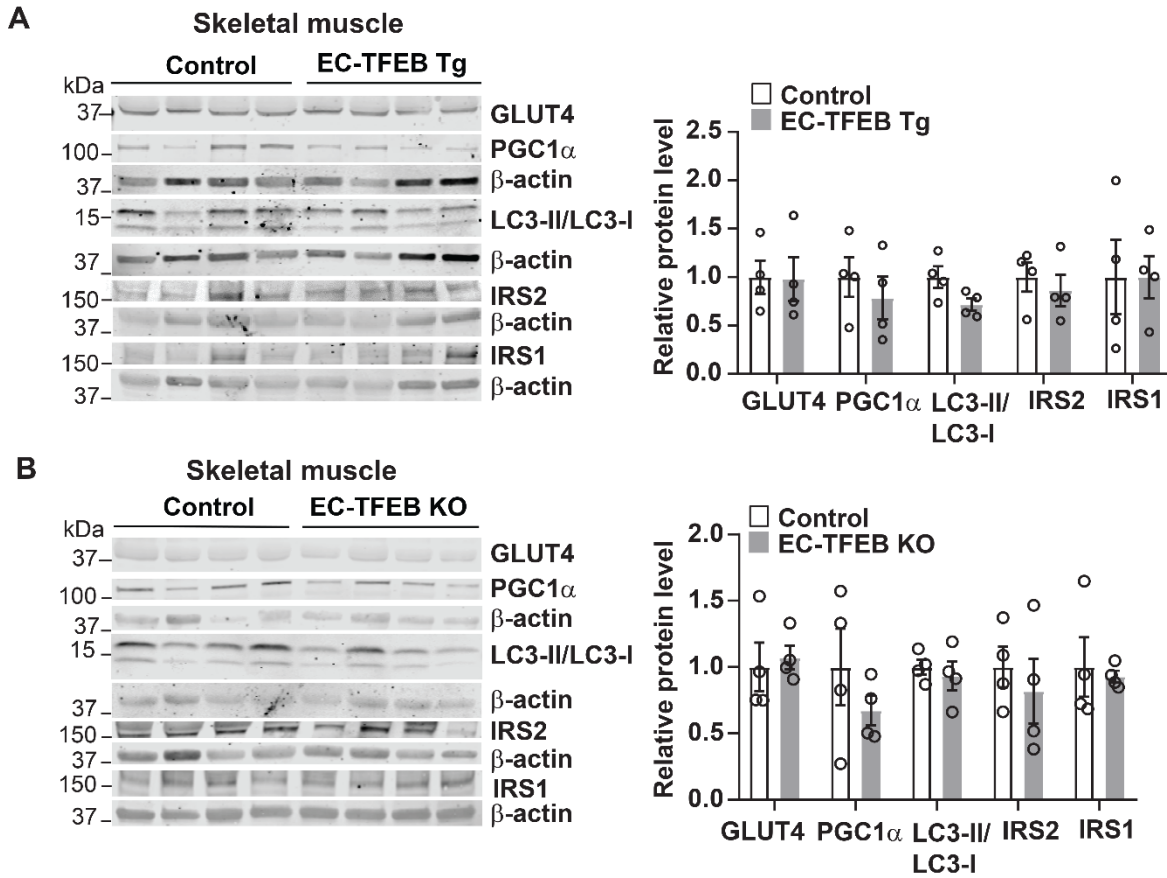 A
Skeletal muscle
Control EC-TFEB Tg
kDa
37 GLUT4
100 PGC1α
37 β-actin
15 LC3-II/LC3-I
37 β-actin
150 IRS2
37 β-actin
150 IRS1
37 β-actin
Control
EC-TFEB Tg
Relative protein level
2.5
2.0
1.5
1.0
0.5
0.0
GLUT4 PGC1α LC3-II/ IRS2 IRS1
LC3-I
B
Skeletal muscle
Control EC-TFEB KO
kDa
37 GLUT4
100 PGC1α
37 β-actin
15 LC3-II/LC3-I
37 β-actin
150 IRS2
37 β-actin
150 IRS1
37 β-actin
Control
EC-TFEB KO
Relative protein level
2.0
1.5
1.0
0.5
0.0
GLUT4 PGC1α LC3-II/ IRS2 IRS1
LC3-I